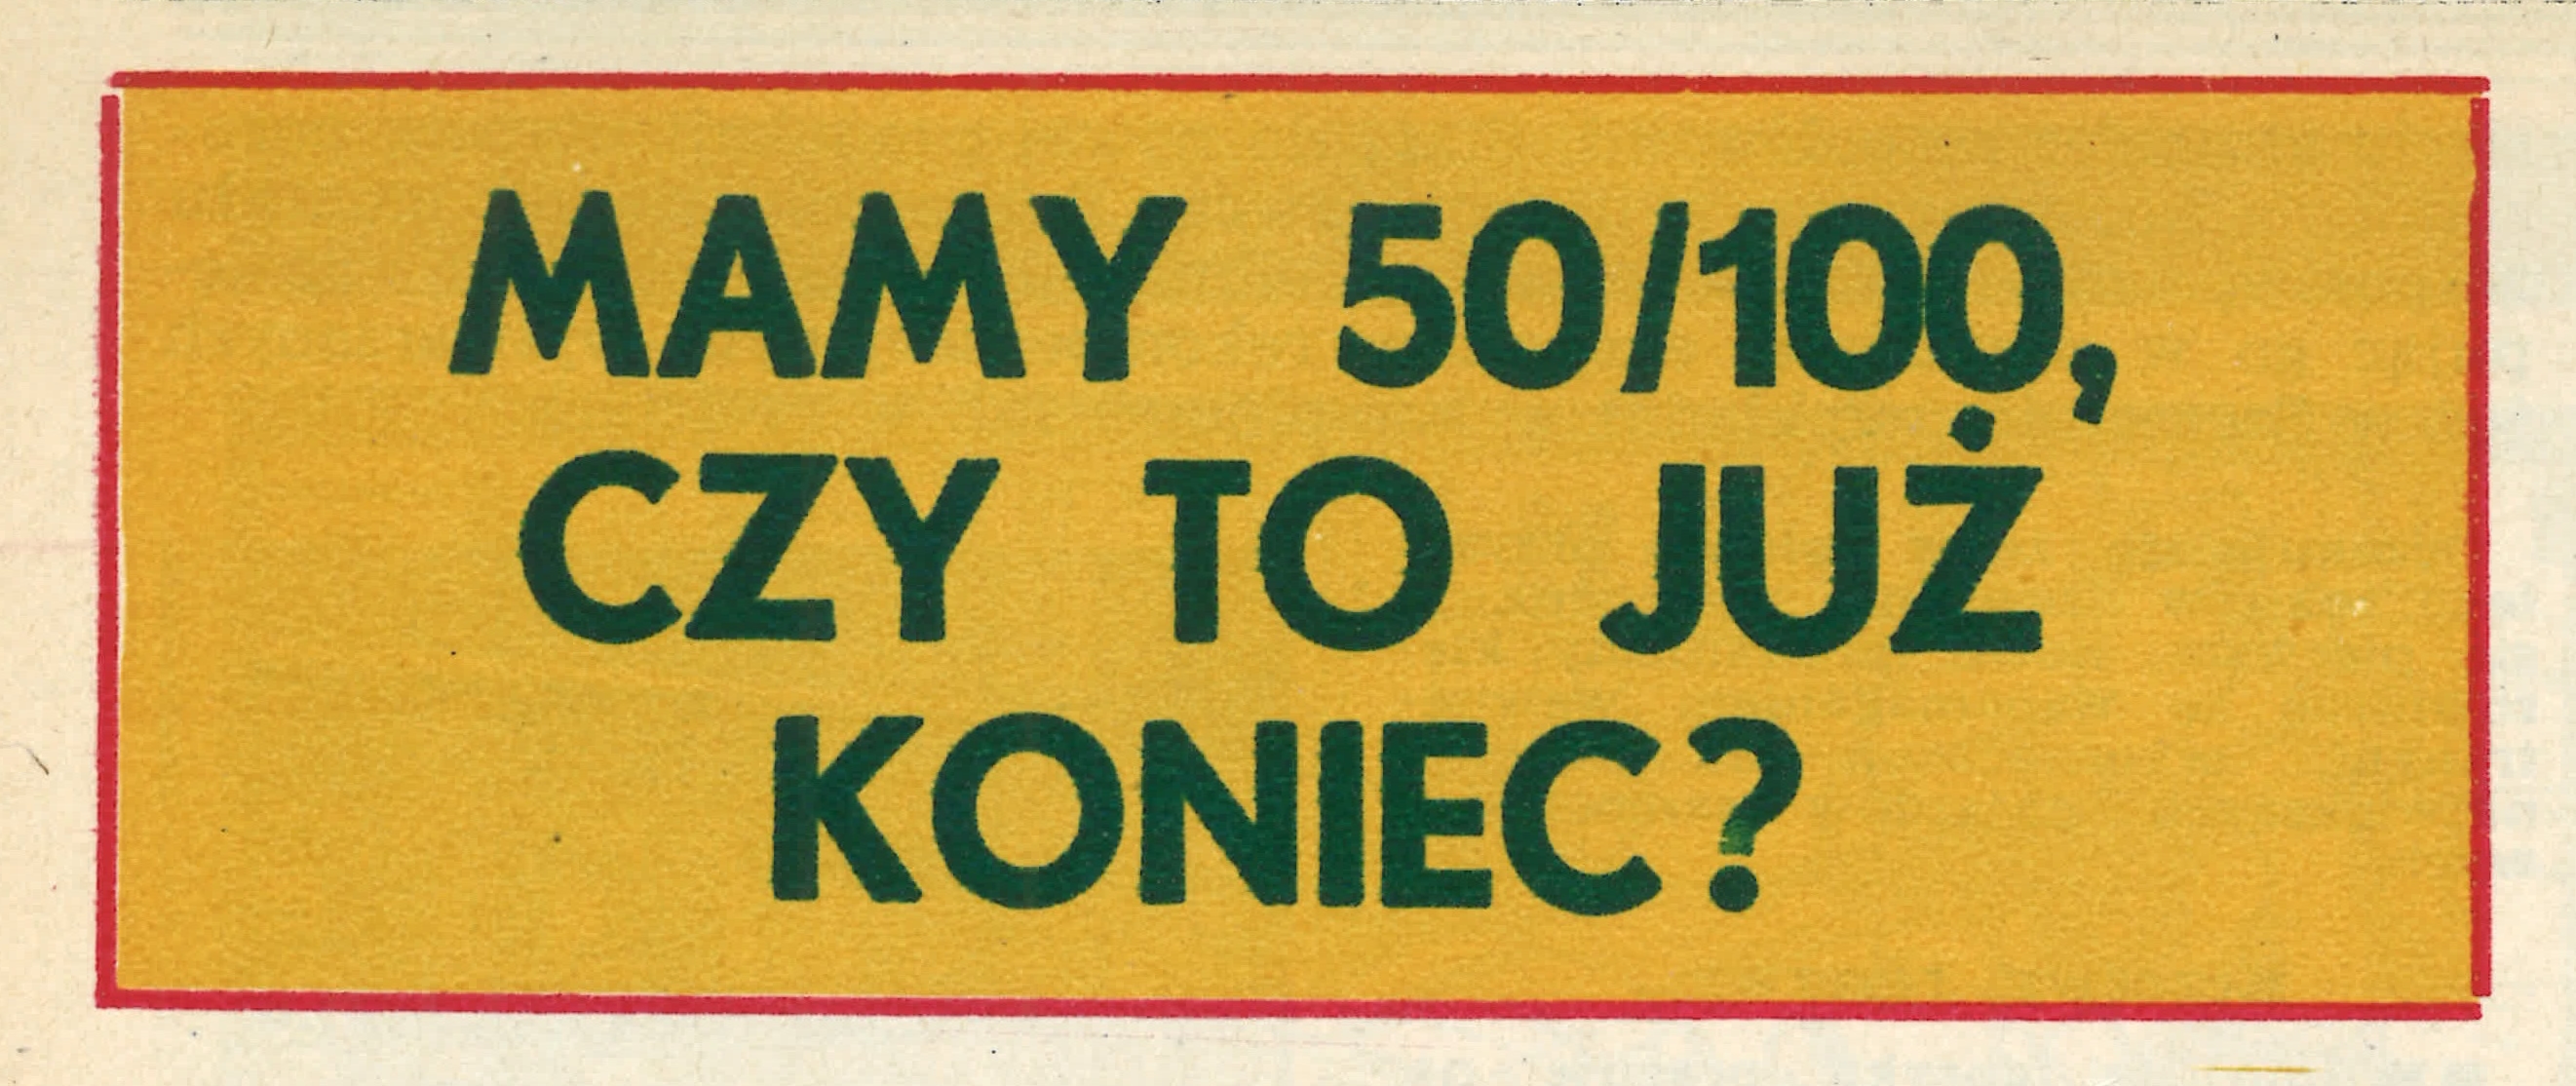 MAMY 50/100,
CZY TO JUŻ
KONIEC?